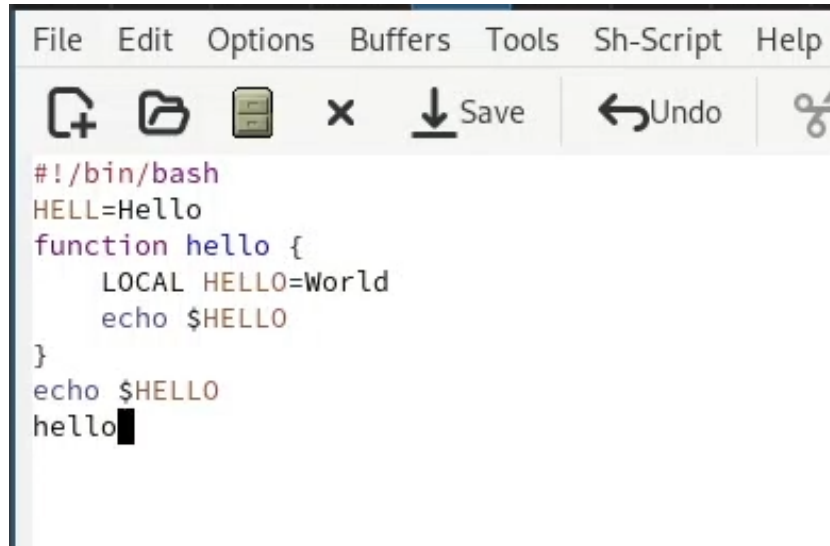 File Edit Options Buffers Tools Sh-Script Help
Save Undo
#!/bin/bash
HELL=Hello
function hello {
    LOCAL HELLO=World
    echo $HELLO
}
echo $HELLO
hello